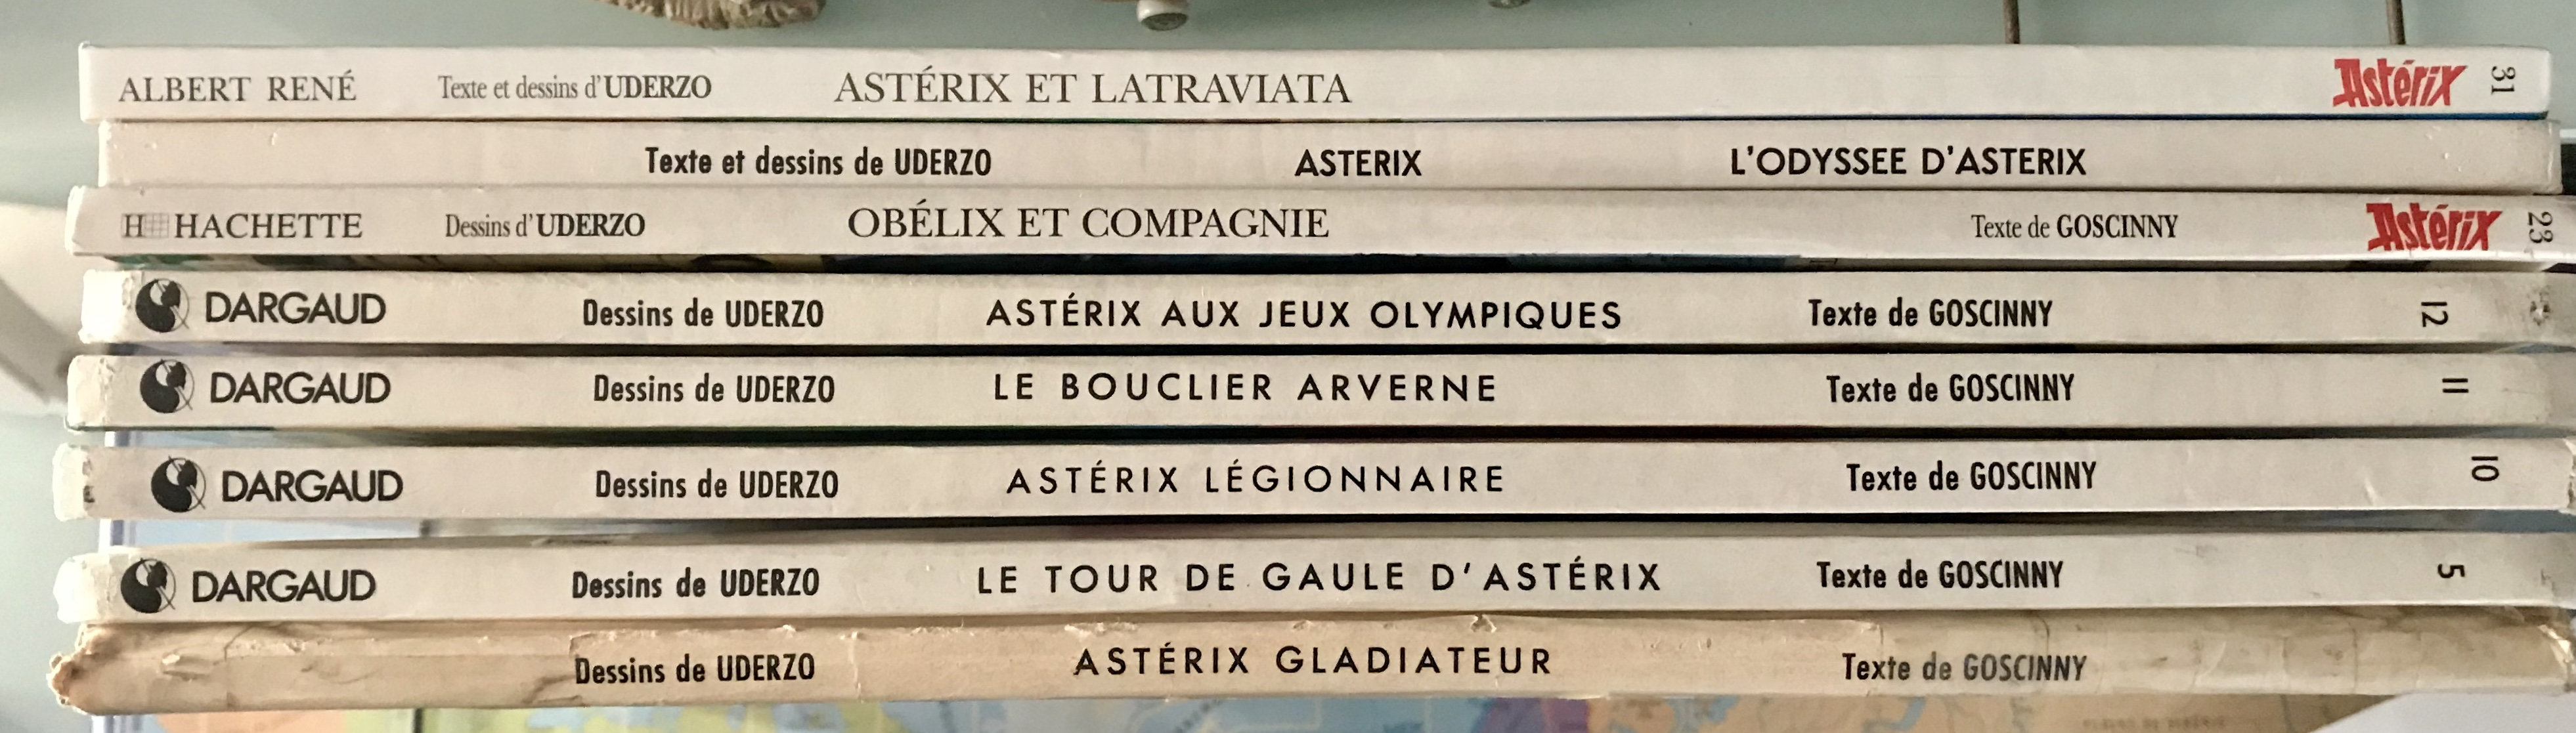 ALBERT RENÉ Texte et dessins d'UDERZO ASTÉRIX ET LATRAVIATA Astérix 31
Texte et dessins de UDERZO ASTERIX L'ODYSSEE D'ASTERIX
H HACHETTE Dessins d'UDERZO OBÉLIX ET COMPAGNIE Texte de GOSCINNY Astérix 23
DARGAUD Dessins de UDERZO ASTÉRIX AUX JEUX OLYMPIQUES Texte de GOSCINNY 12
DARGAUD Dessins de UDERZO LE BOUCLIER ARVERNE Texte de GOSCINNY 11
DARGAUD Dessins de UDERZO ASTÉRIX LÉGIONNAIRE Texte de GOSCINNY 10
DARGAUD Dessins de UDERZO LE TOUR DE GAULE D'ASTÉRIX Texte de GOSCINNY 5
Dessins de UDERZO ASTÉRIX GLADIATEUR Texte de GOSCINNY